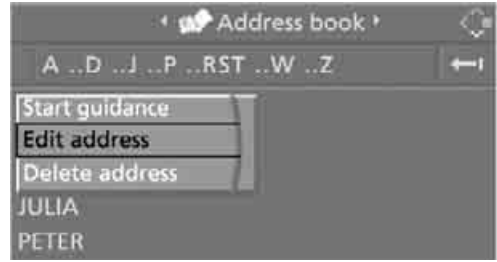 Address book
A ..D ..J ..P ..RST ..W ..Z
Start guidance
Edit address
Delete address
JULIA
PETER